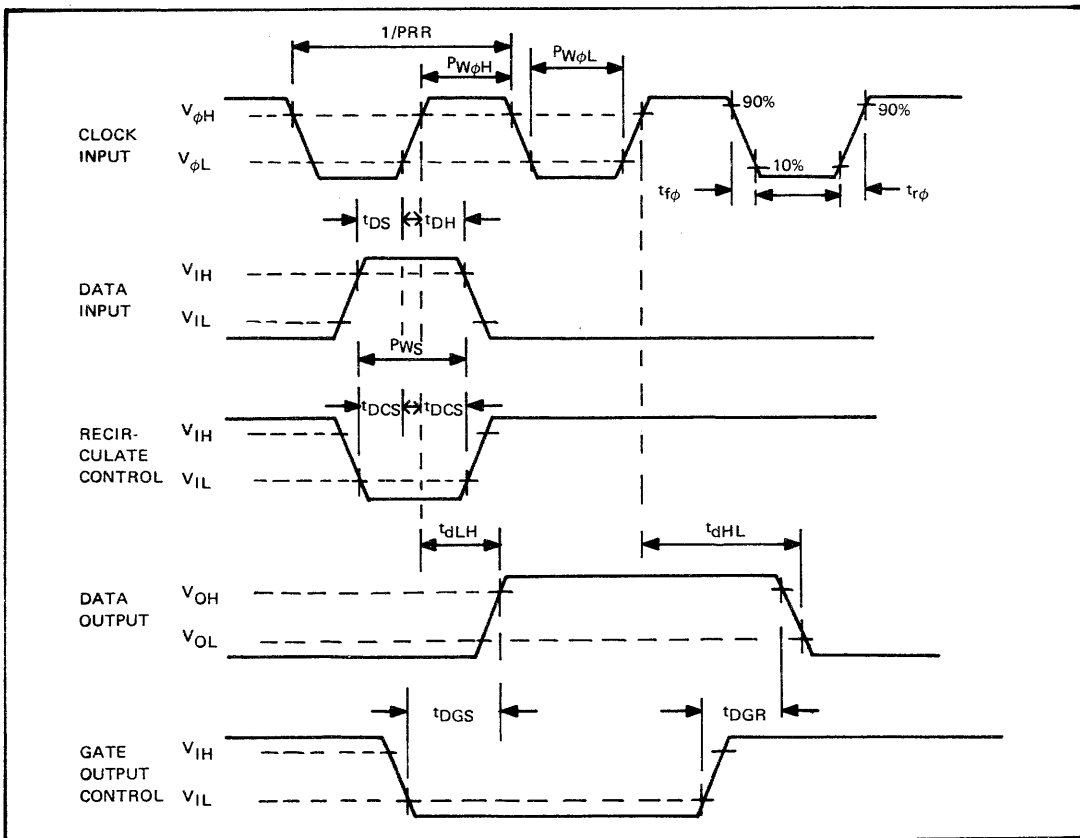 1/PRR
PWφH
PWφL
VφH
90%
90%
CLOCK
INPUT
VφL
10%
tfφ
trφ
tDS
tDH
VIH
DATA
INPUT
VIL
PWS
tDCS
tDCS
VIH
RECIR-
CULATE
CONTROL
VIL
tdLH
tdHL
VOH
DATA
OUTPUT
VOL
tDGS
tDGR
VIH
GATE
OUTPUT
CONTROL
VIL